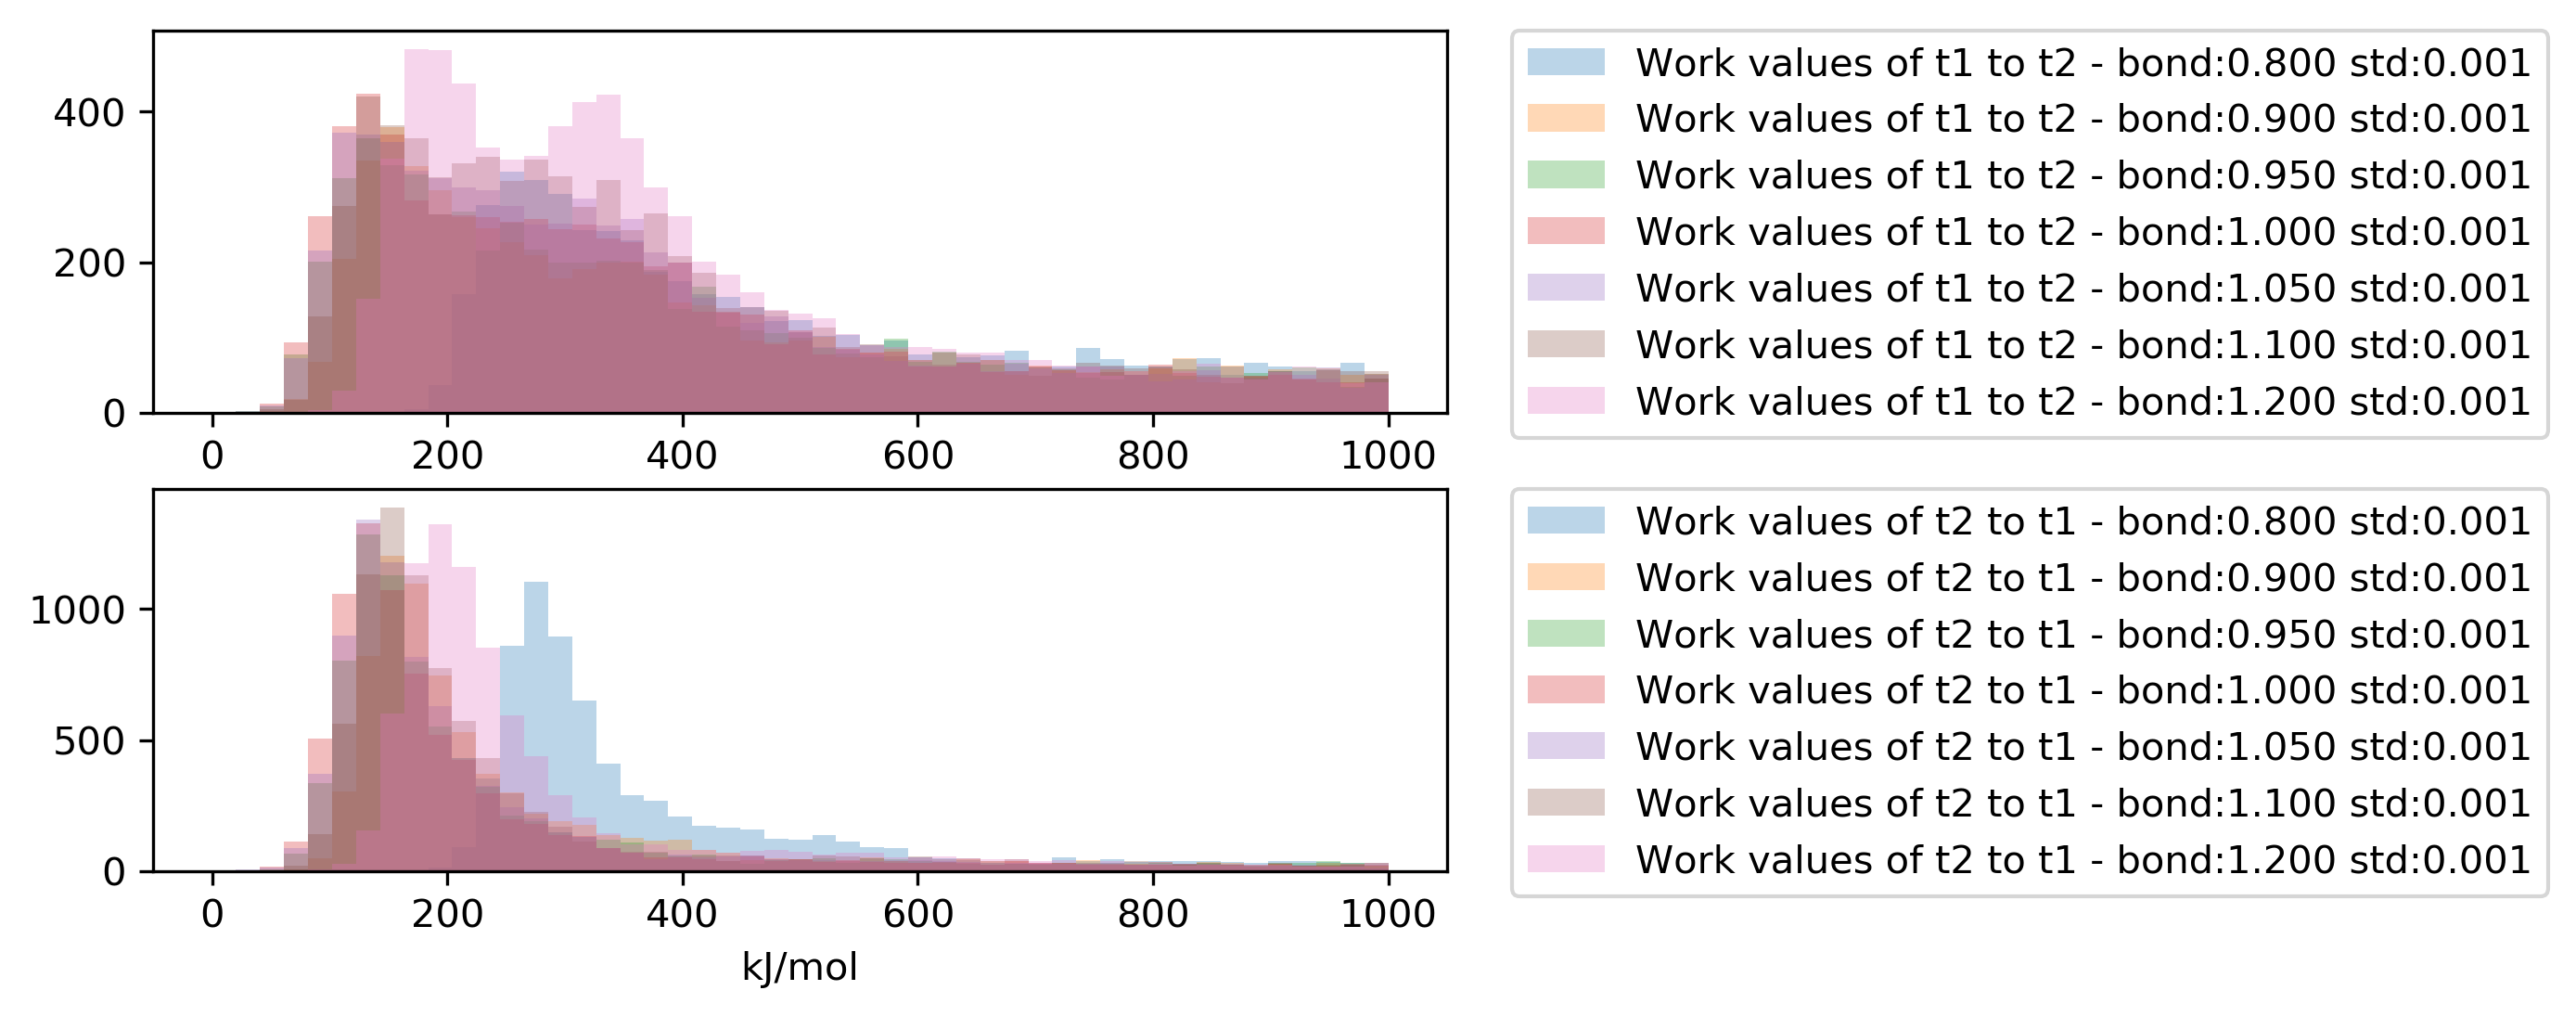 400
200
0
0 200 400 600 800 1000
Work values of t1 to t2 - bond:0.800 std:0.001
Work values of t1 to t2 - bond:0.900 std:0.001
Work values of t1 to t2 - bond:0.950 std:0.001
Work values of t1 to t2 - bond:1.000 std:0.001
Work values of t1 to t2 - bond:1.050 std:0.001
Work values of t1 to t2 - bond:1.100 std:0.001
Work values of t1 to t2 - bond:1.200 std:0.001
1000
500
0
0 200 400 600 800 1000
kJ/mol
Work values of t2 to t1 - bond:0.800 std:0.001
Work values of t2 to t1 - bond:0.900 std:0.001
Work values of t2 to t1 - bond:0.950 std:0.001
Work values of t2 to t1 - bond:1.000 std:0.001
Work values of t2 to t1 - bond:1.050 std:0.001
Work values of t2 to t1 - bond:1.100 std:0.001
Work values of t2 to t1 - bond:1.200 std:0.001